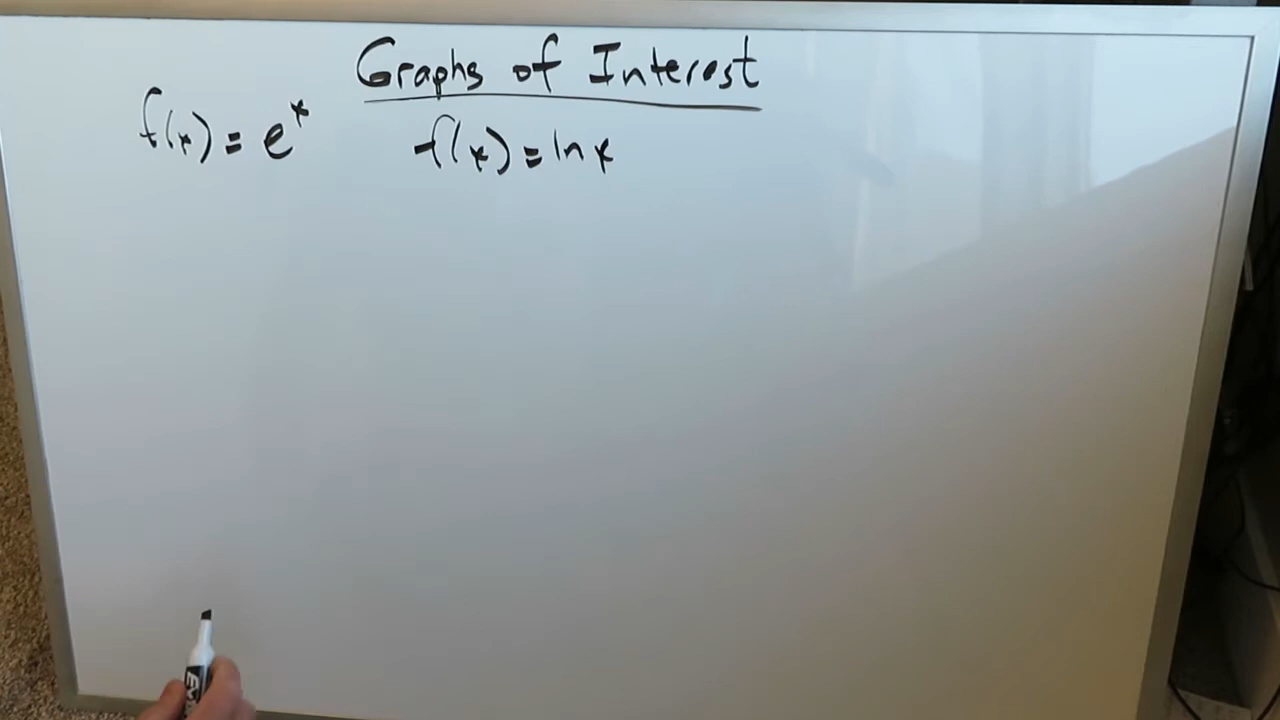 Graphs of Interest
f(x) = e^x f(x) = ln x